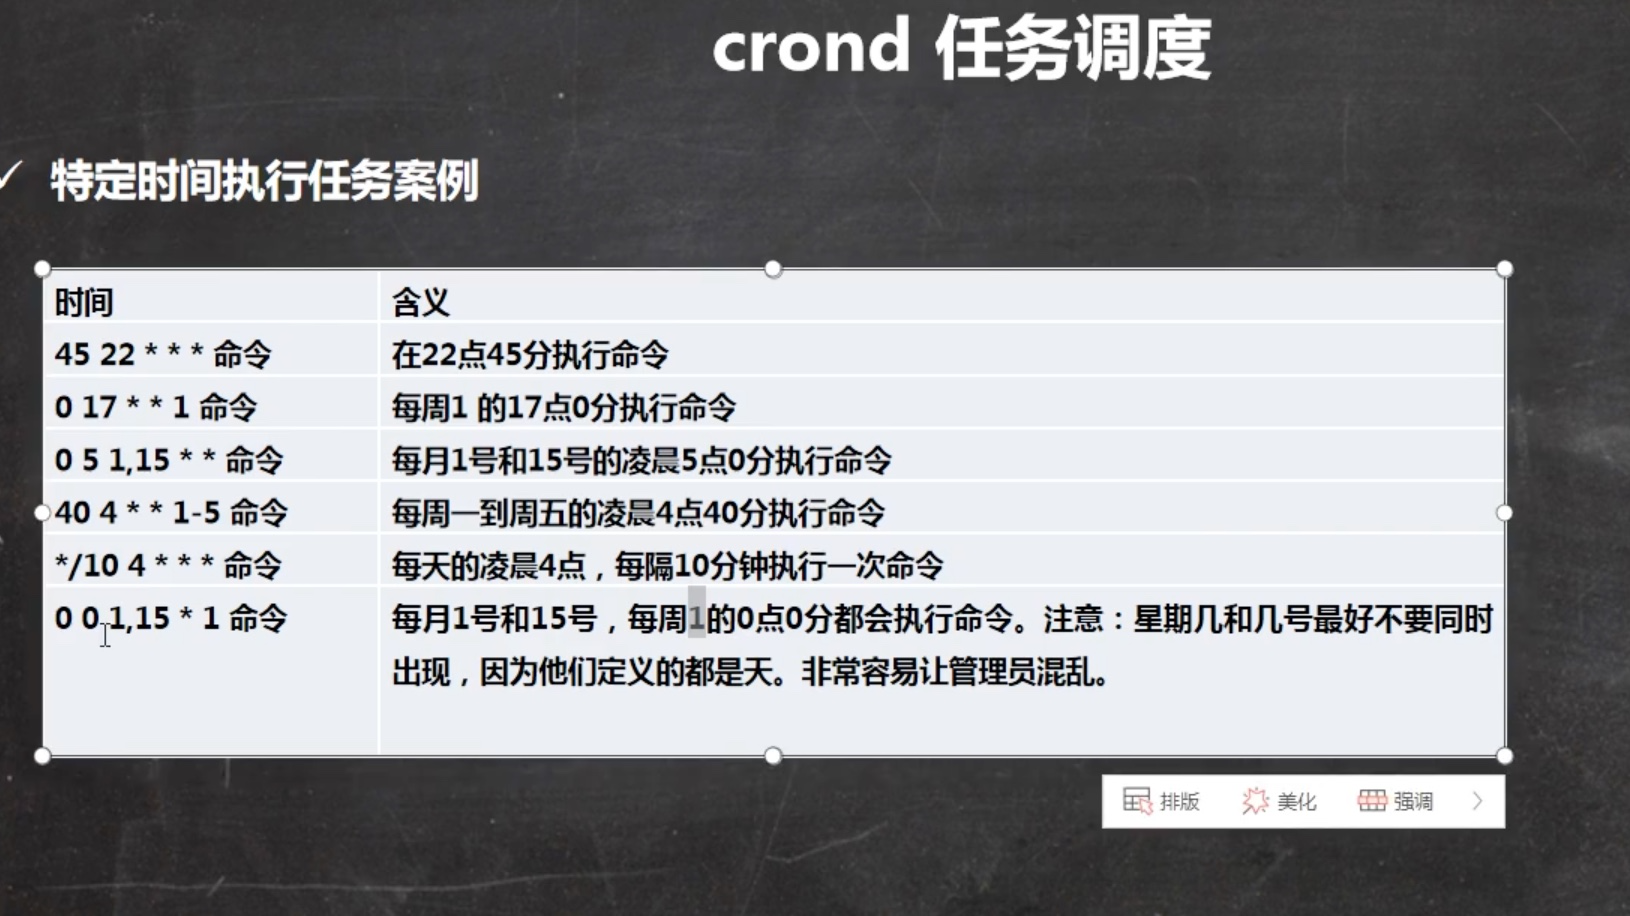 crond 任务调度
特定时间执行任务案例
时间 含义
45 22 * * * 命令 在22点45分执行命令
0 17 * * 1 命令 每周1 的17点0分执行命令
0 5 1,15 * * 命令 每月1号和15号的凌晨5点0分执行命令
40 4 * * 1-5 命令 每周一到周五的凌晨4点40分执行命令
*/10 4 * * * 命令 每天的凌晨4点，每隔10分钟执行一次命令
0 0 1,15 * 1 命令 每月1号和15号，每周1的0点0分都会执行命令。注意：星期几和几号最好不要同时
出现，因为他们定义的都是天。非常容易让管理员混乱。
排版 美化 强调